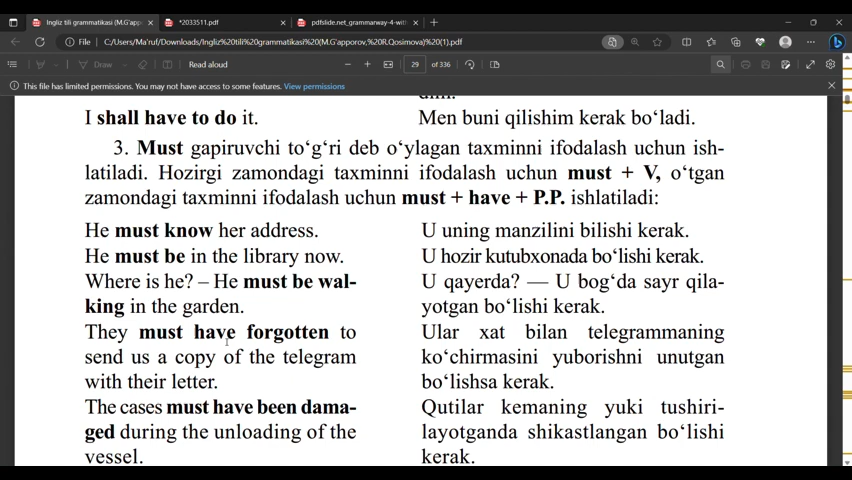 Ingliz tili grammatikasi (M.G'appo
*2033511.pdf
pdfslide.net_grammarway-4-with
File
C:/Users/Ma'ruf/Downloads/Ingliz%20tili%20grammatikasi%20(M.G'apporov,%20R.Qosimova)%20(1).pdf
Draw
Read aloud
29 of 336
This file has limited permissions. You may not have access to some features. View permissions
I shall have to do it. Men buni qilishim kerak bo‘ladi.
3. Must gapiruvchi to‘g‘ri deb o‘ylagan taxminni ifodalash uchun ish-
latiladi. Hozirgi zamondagi taxminni ifodalash uchun must + V, o‘tgan
zamondagi taxminni ifodalash uchun must + have + P.P. ishlatiladi:
He must know her address. U uning manzilini bilishi kerak.
He must be in the library now. U hozir kutubxonada bo‘lishi kerak.
Where is he? – He must be wal- U qayerda? — U bog‘da sayr qila-
king in the garden. yotgan bo‘lishi kerak.
They must have forgotten to Ular xat bilan telegrammaning
send us a copy of the telegram ko‘chirmasini yuborishni unutgan
with their letter. bo‘lishsa kerak.
The cases must have been dama- Qutilar kemaning yuki tushiri-
ged during the unloading of the layotganda shikastlangan bo‘lishi
vessel. kerak.